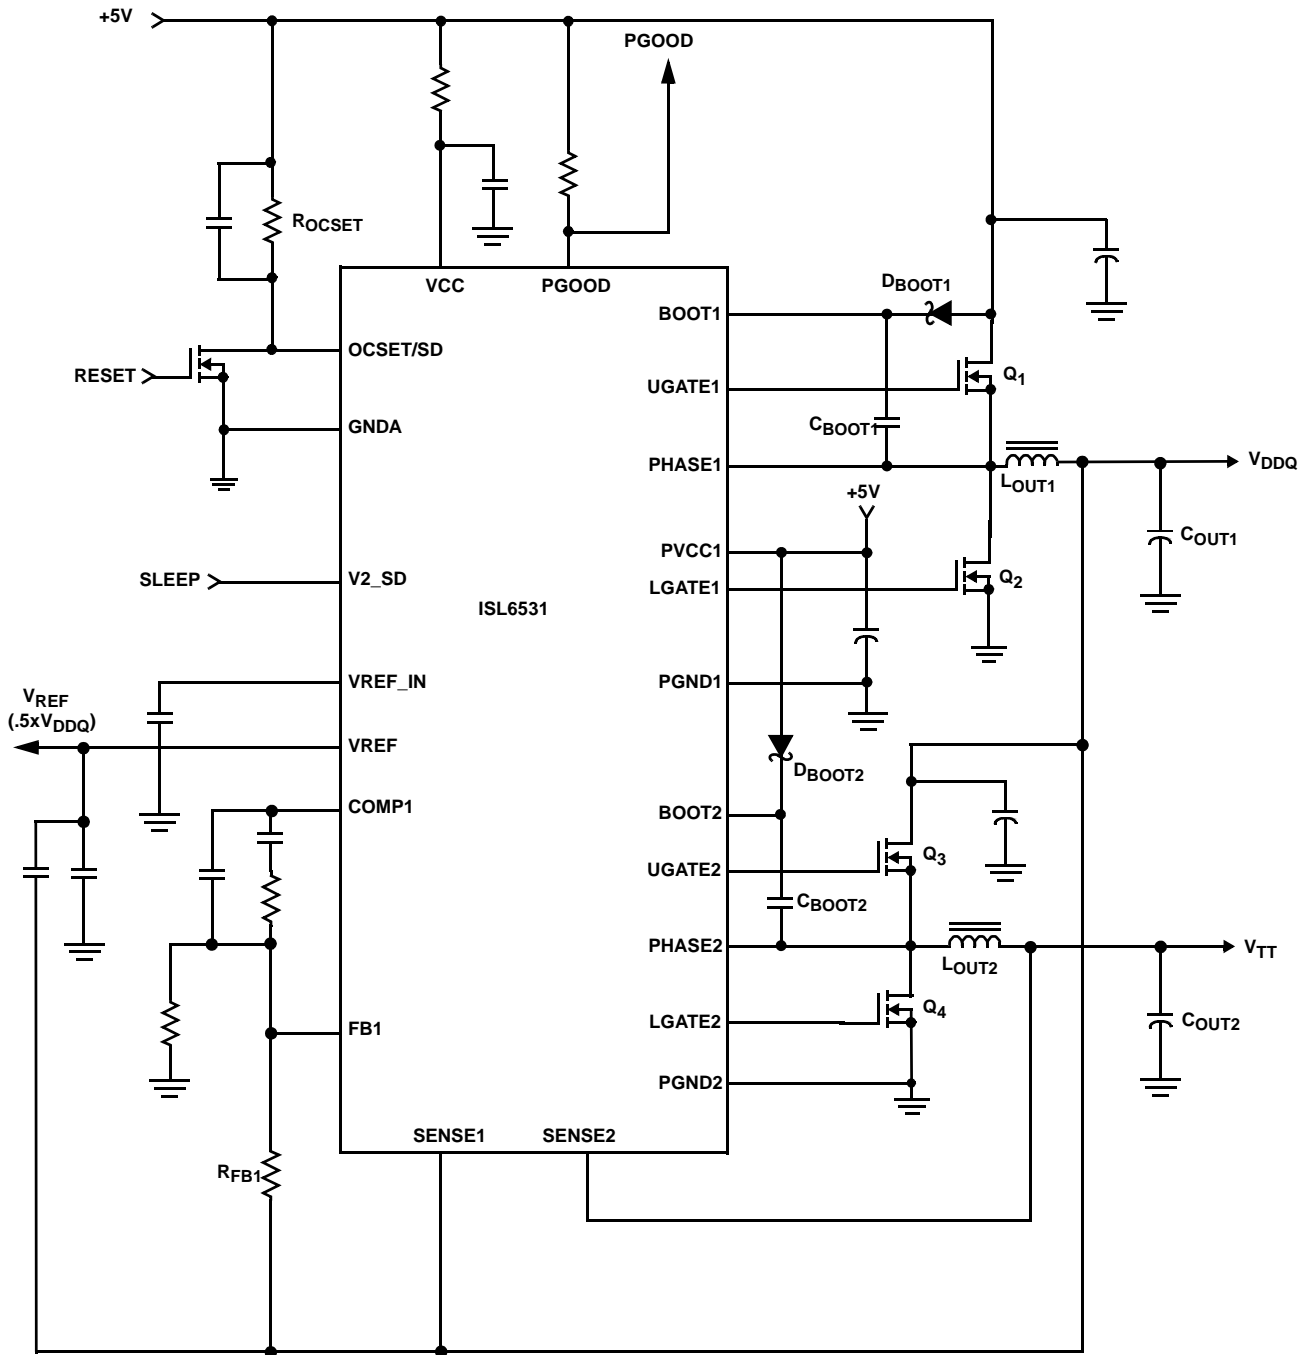 +5V
PGOOD
ROCSET
VCC
PGOOD
DBOOT1
BOOT1
OCSET/SD
RESET
UGATE1
Q1
CBOOT1
GNDA
PHASE1
LOUT1
VDDQ
+5V
COUT1
PVCC1
SLEEP
V2_SD
LGATE1
Q2
ISL6531
VREF_IN
PGND1
VREF
(.5xVDDQ)
VREF
DBOOT2
COMP1
BOOT2
Q3
UGATE2
CBOOT2
PHASE2
LOUT2
VTT
Q4
FB1
LGATE2
COUT2
PGND2
SENSE1
SENSE2
RFB1